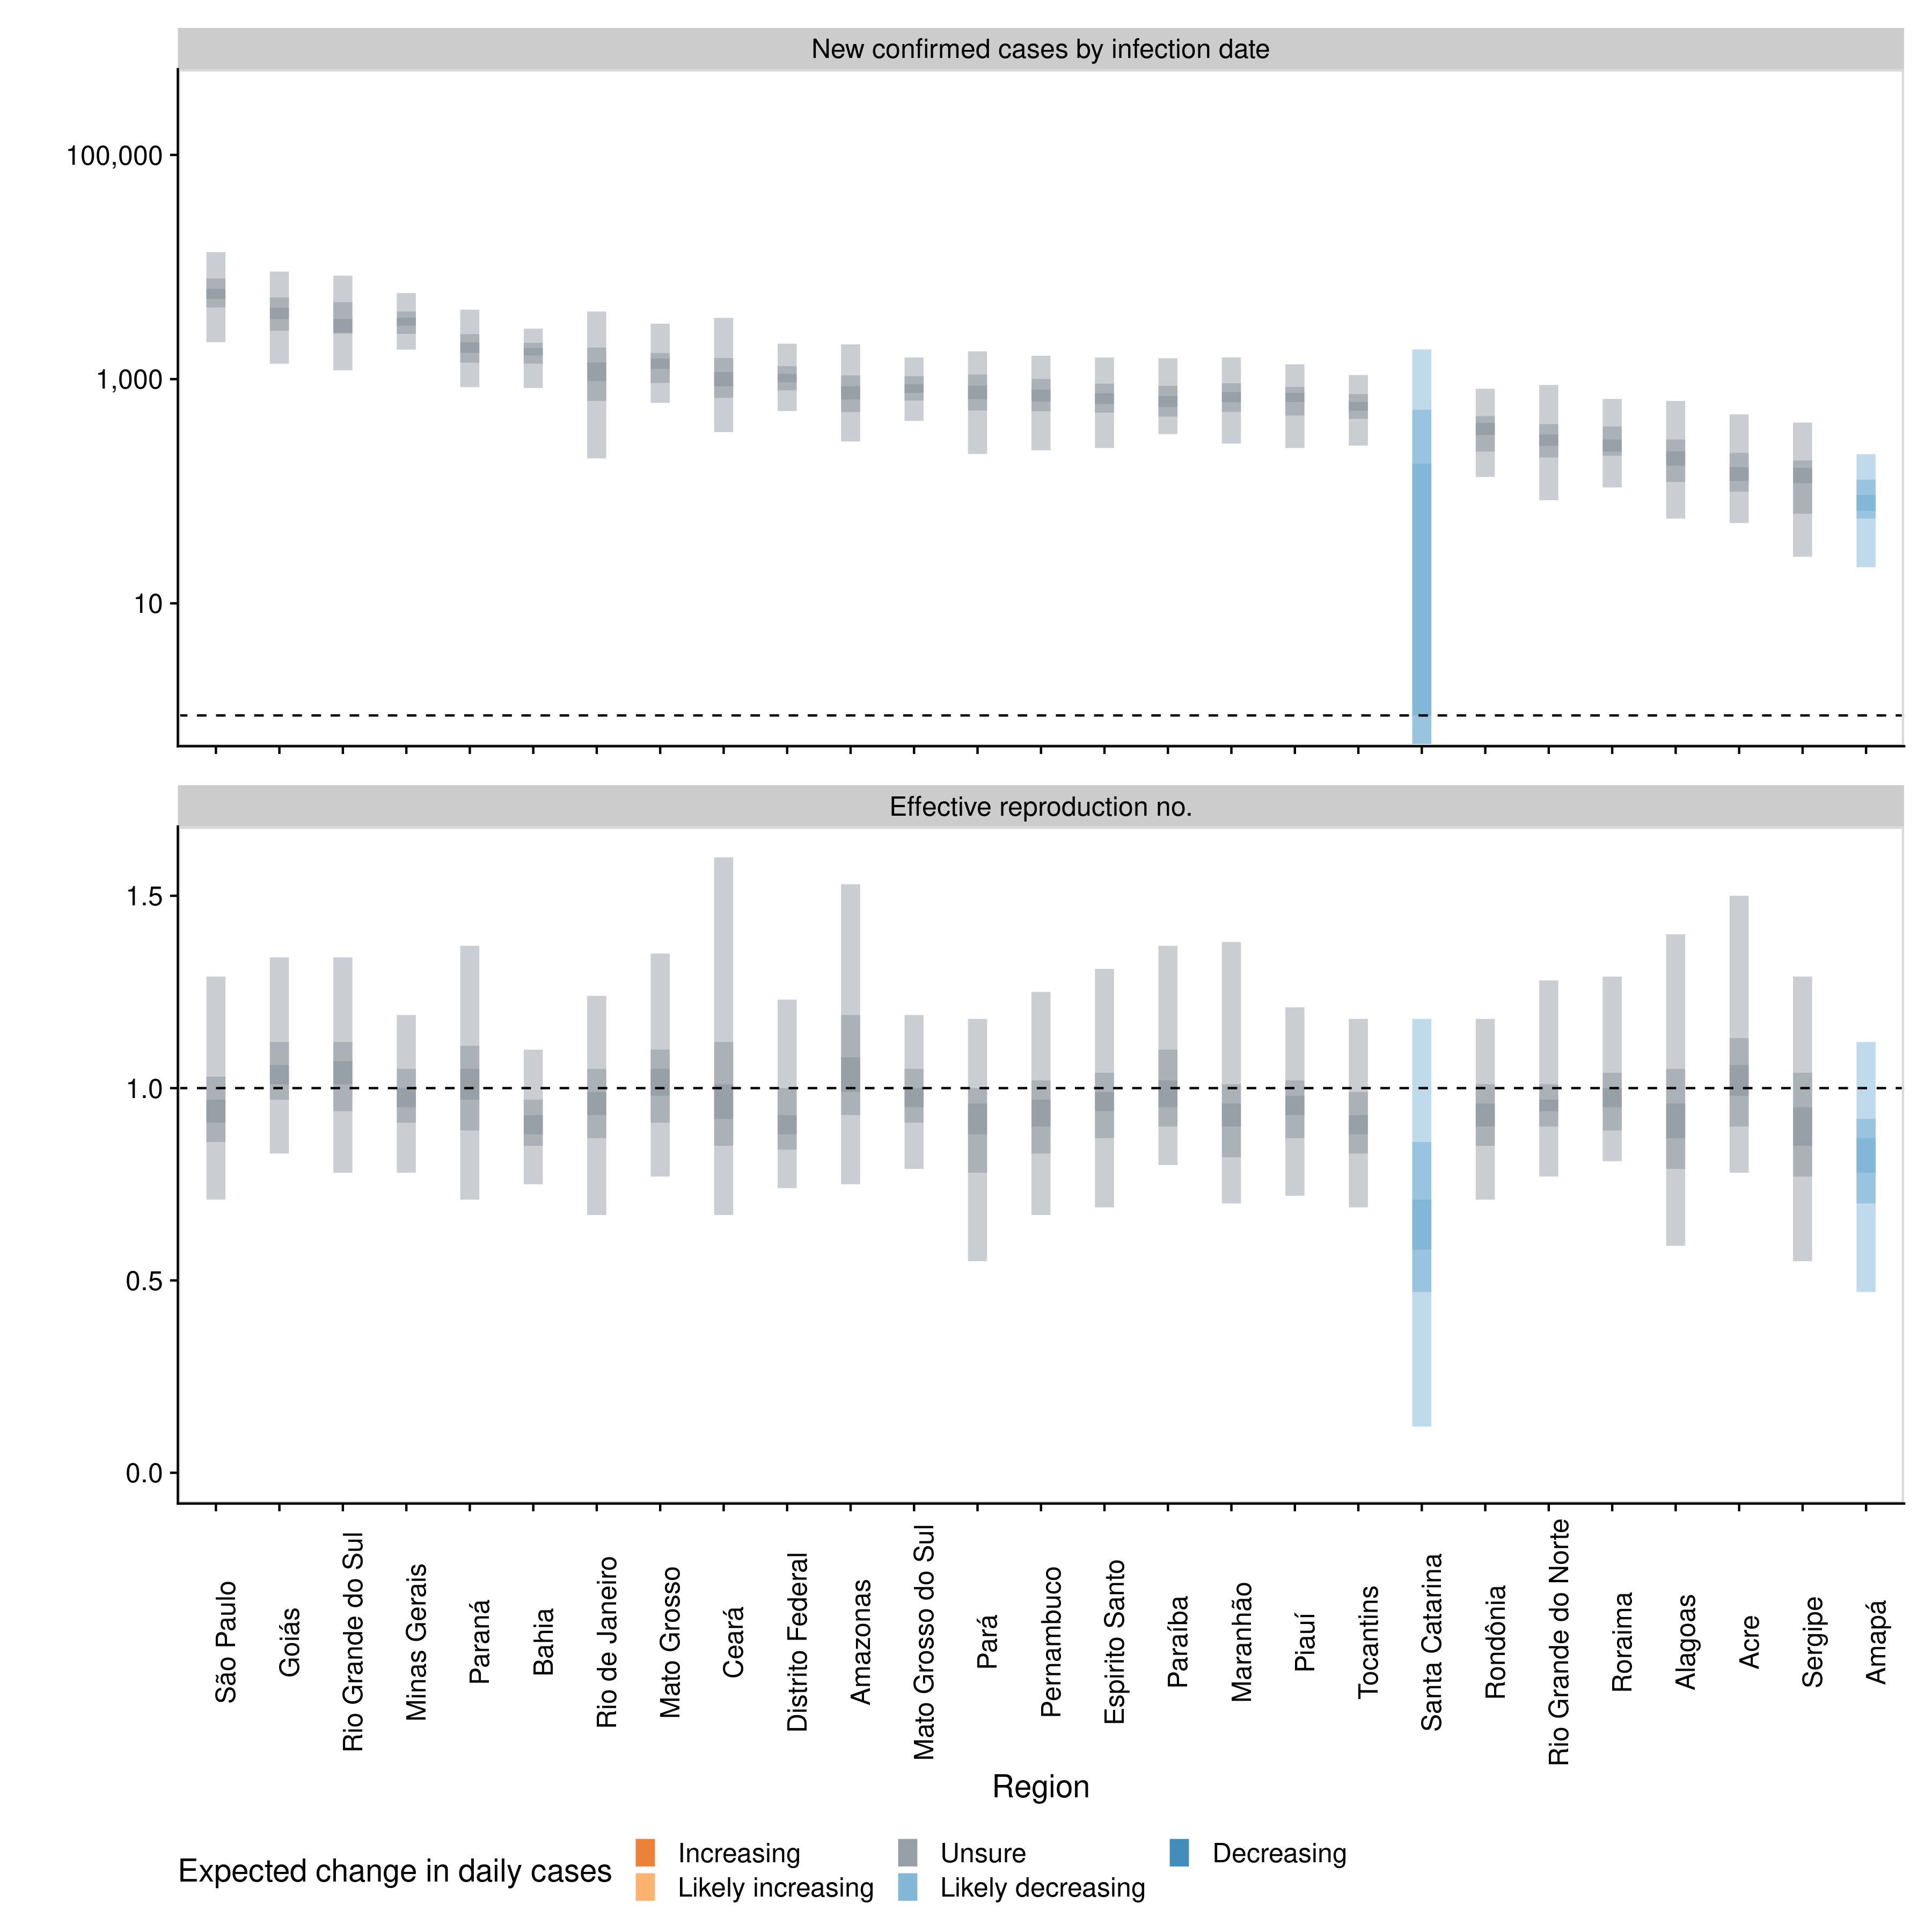 New confirmed cases by infection date
100,000
1,000
10
Effective reproduction no.
1.5
1.0
0.5
0.0
São Paulo
Goiás
Rio Grande do Sul
Minas Gerais
Paraná
Bahia
Rio de Janeiro
Mato Grosso
Ceará
Distrito Federal
Amazonas
Mato Grosso do Sul
Pará
Pernambuco
Espirito Santo
Paraíba
Maranhão
Piauí
Tocantins
Santa Catarina
Rondônia
Rio Grande do Norte
Roraima
Alagoas
Acre
Sergipe
Amapá
Region
Expected change in daily cases
Increasing
Likely increasing
Unsure
Likely decreasing
Decreasing